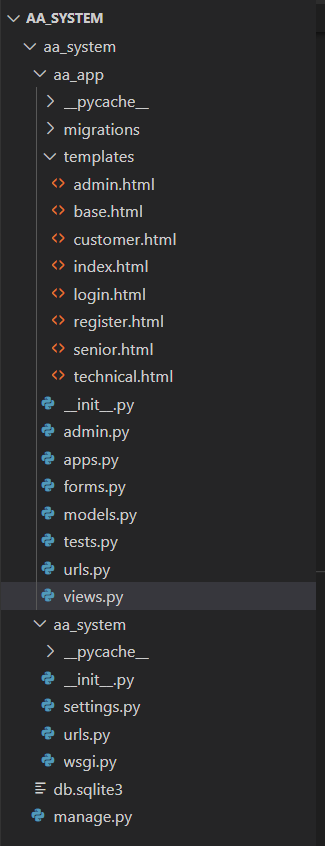 AA_SYSTEM
aa_system
aa_app
__pycache__
migrations
templates
admin.html
base.html
customer.html
index.html
login.html
register.html
senior.html
technical.html
__init__.py
admin.py
apps.py
forms.py
models.py
tests.py
urls.py
views.py
aa_system
__pycache__
__init__.py
settings.py
urls.py
wsgi.py
db.sqlite3
manage.py